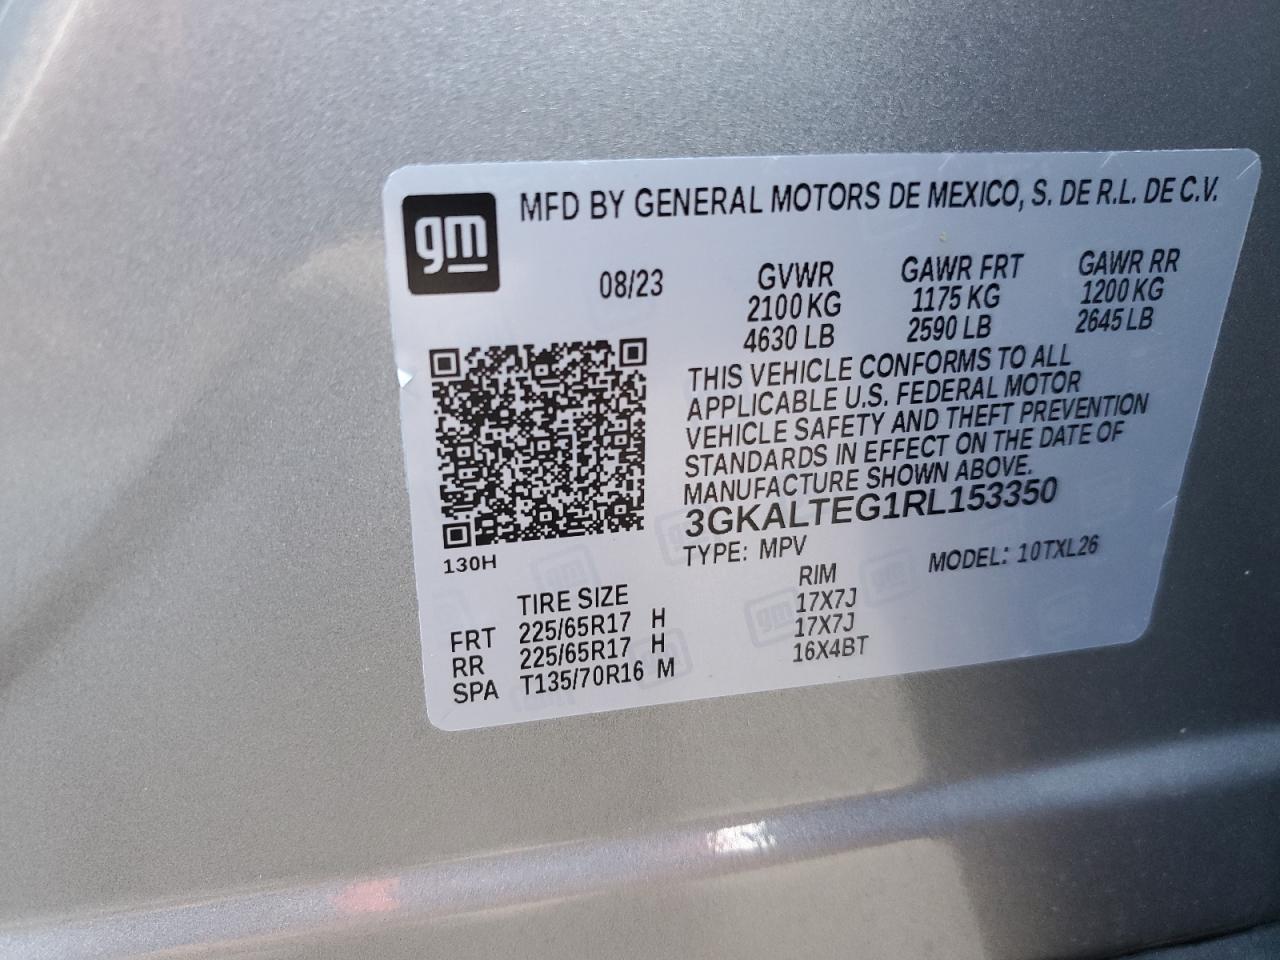 gm
MFD BY GENERAL MOTORS DE MEXICO, S. DE R.L. DE C.V.
08/23 GVWR GAWR FRT GAWR RR
2100 KG 1175 KG 1200 KG
4630 LB 2590 LB 2645 LB
THIS VEHICLE CONFORMS TO ALL
APPLICABLE U.S. FEDERAL MOTOR
VEHICLE SAFETY AND THEFT PREVENTION
STANDARDS IN EFFECT ON THE DATE OF
MANUFACTURE SHOWN ABOVE.
3GKALTEG1RL153350
130H
TYPE: MPV MODEL: 10TXL26
TIRE SIZE RIM
FRT 225/65R17 H 17X7J
RR 225/65R17 H 17X7J
SPA T135/70R16 M 16X4BT